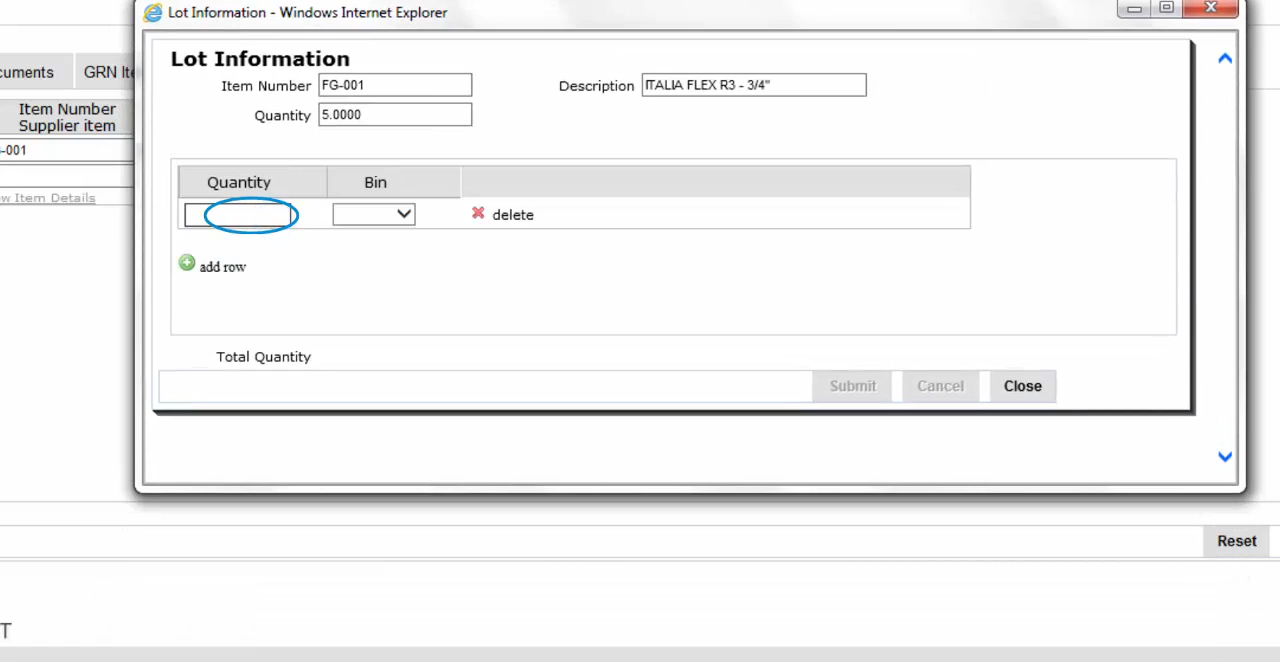 Lot Information - Windows Internet Explorer
Lot Information
Item Number FG-001 Description ITALIA FLEX R3 - 3/4"
Quantity 5.0000
Quantity Bin
delete
add row
Total Quantity
Submit Cancel Close
GRN
Item Number
Supplier item
-001
Item Details
Reset
T